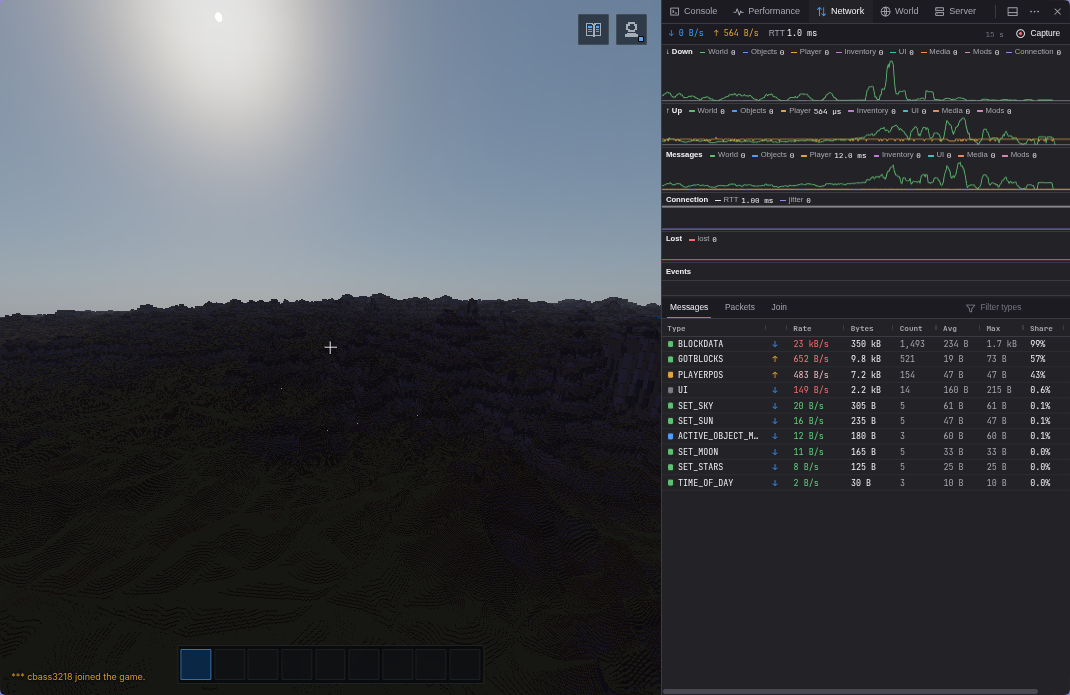 Console Performance Network World Server
↓ 0 B/s ↑ 564 B/s RTT 1.0 ms 15 s Capture
↓ Down World 0 Objects 0 Player 0 Inventory 0 UI 0 Media 0 Mods 0 Connection 0
↑ Up World 0 Objects 0 Player 564 µs Inventory 0 UI 0 Media 0 Mods 0
Messages World 0 Objects 0 Player 12.0 ms Inventory 0 UI 0 Media 0 Mods 0
Connection RTT 1.00 ms jitter 0
Lost lost 0
Events
Messages Packets Join Filter types
Type Rate Bytes Count Avg Max Share
BLOCKDATA ↓ 23 kB/s 350 kB 1,493 234 B 1.7 kB 99%
GOTBLOCKS ↑ 652 B/s 9.8 kB 521 19 B 73 B 57%
PLAYERPOS ↑ 483 B/s 7.2 kB 154 47 B 47 B 43%
UI ↓ 149 B/s 2.2 kB 14 160 B 215 B 0.6%
SET_SKY ↓ 20 B/s 305 B 5 61 B 61 B 0.1%
SET_SUN ↓ 16 B/s 235 B 5 47 B 47 B 0.1%
ACTIVE_OBJECT_M… ↓ 12 B/s 180 B 3 60 B 60 B 0.1%
SET_MOON ↓ 11 B/s 165 B 5 33 B 33 B 0.0%
SET_STARS ↓ 8 B/s 125 B 5 25 B 25 B 0.0%
TIME_OF_DAY ↓ 2 B/s 30 B 3 10 B 10 B 0.0%
*** cbass3218 joined the game.